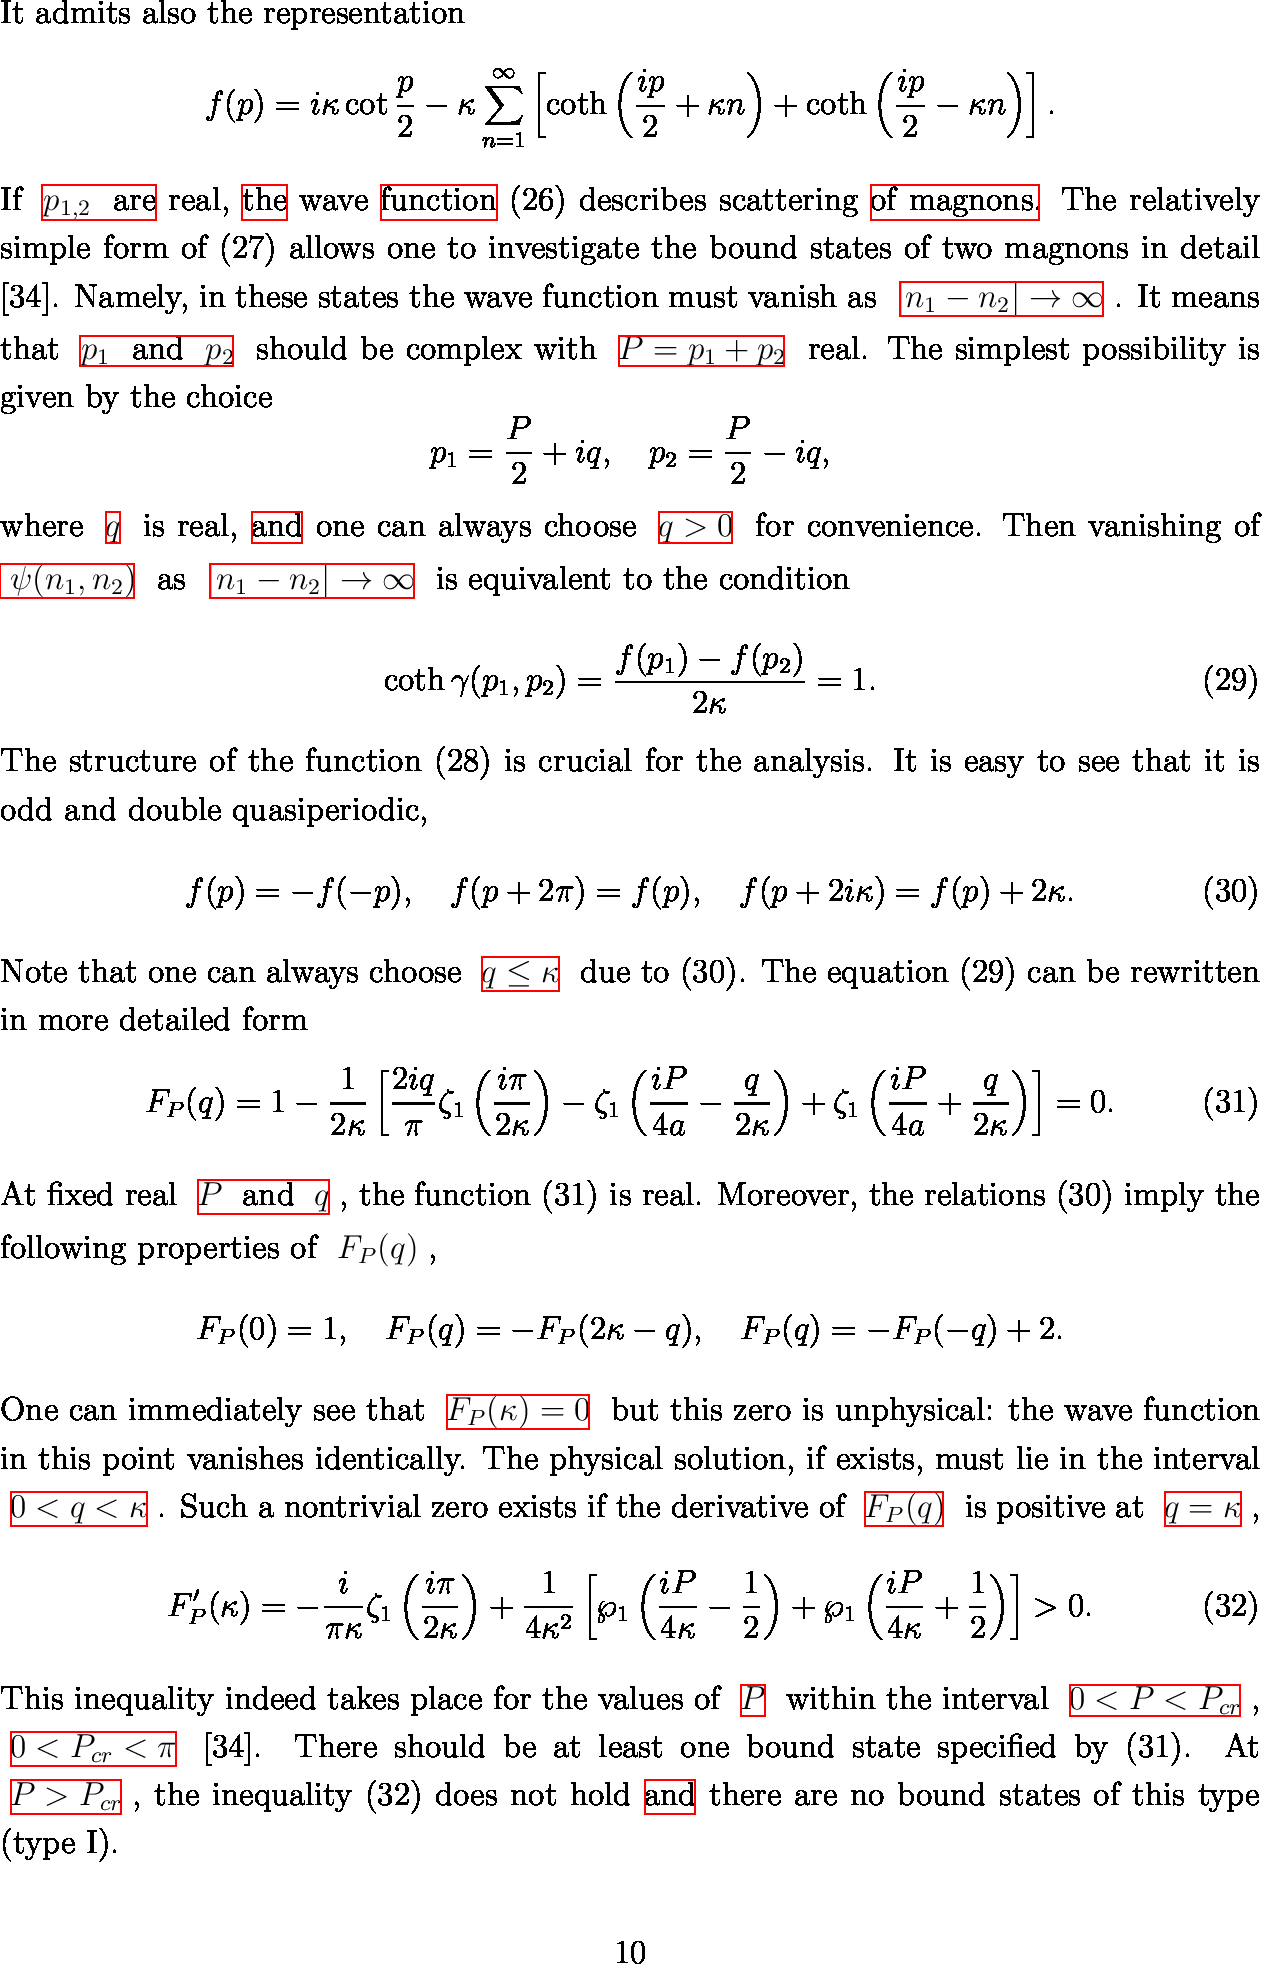 It admits also the representation
f(p) = iκ cot p/2 − κ ∑_{n=1}^{∞} [coth (ip/2 + κn) + coth (ip/2 − κn)] .
If p_{1,2} are real, the wave function (26) describes scattering of magnons. The relatively
simple form of (27) allows one to investigate the bound states of two magnons in detail
[34]. Namely, in these states the wave function must vanish as n_1 − n_2| → ∞ . It means
that p_1 and p_2 should be complex with P = p_1 + p_2 real. The simplest possibility is
given by the choice
p_1 = P/2 + iq, p_2 = P/2 − iq,
where q is real, and one can always choose q > 0 for convenience. Then vanishing of
ψ(n_1, n_2) as n_1 − n_2| → ∞ is equivalent to the condition
coth γ(p_1, p_2) = (f(p_1) − f(p_2))/2κ = 1. (29)
The structure of the function (28) is crucial for the analysis. It is easy to see that it is
odd and double quasiperiodic,
f(p) = −f(−p), f(p + 2π) = f(p), f(p + 2iκ) = f(p) + 2κ. (30)
Note that one can always choose q ≤ κ due to (30). The equation (29) can be rewritten
in more detailed form
F_P(q) = 1 − 1/2κ [2iq/π ζ_1 (iπ/2κ) − ζ_1 (iP/4a − q/2κ) + ζ_1 (iP/4a + q/2κ)] = 0. (31)
At fixed real P and q , the function (31) is real. Moreover, the relations (30) imply the
following properties of F_P(q) ,
F_P(0) = 1, F_P(q) = −F_P(2κ − q), F_P(q) = −F_P(−q) + 2.
One can immediately see that F_P(κ) = 0 but this zero is unphysical: the wave function
in this point vanishes identically. The physical solution, if exists, must lie in the interval
0 < q < κ . Such a nontrivial zero exists if the derivative of F_P(q) is positive at q = κ ,
F′_P(κ) = −i/πκ ζ_1 (iπ/2κ) + 1/4κ^2 [℘_1 (iP/4κ − 1/2) + ℘_1 (iP/4κ + 1/2)] > 0. (32)
This inequality indeed takes place for the values of P within the interval 0 < P < P_{cr} ,
0 < P_{cr} < π [34]. There should be at least one bound state specified by (31). At
P > P_{cr} , the inequality (32) does not hold and there are no bound states of this type
(type I).
10